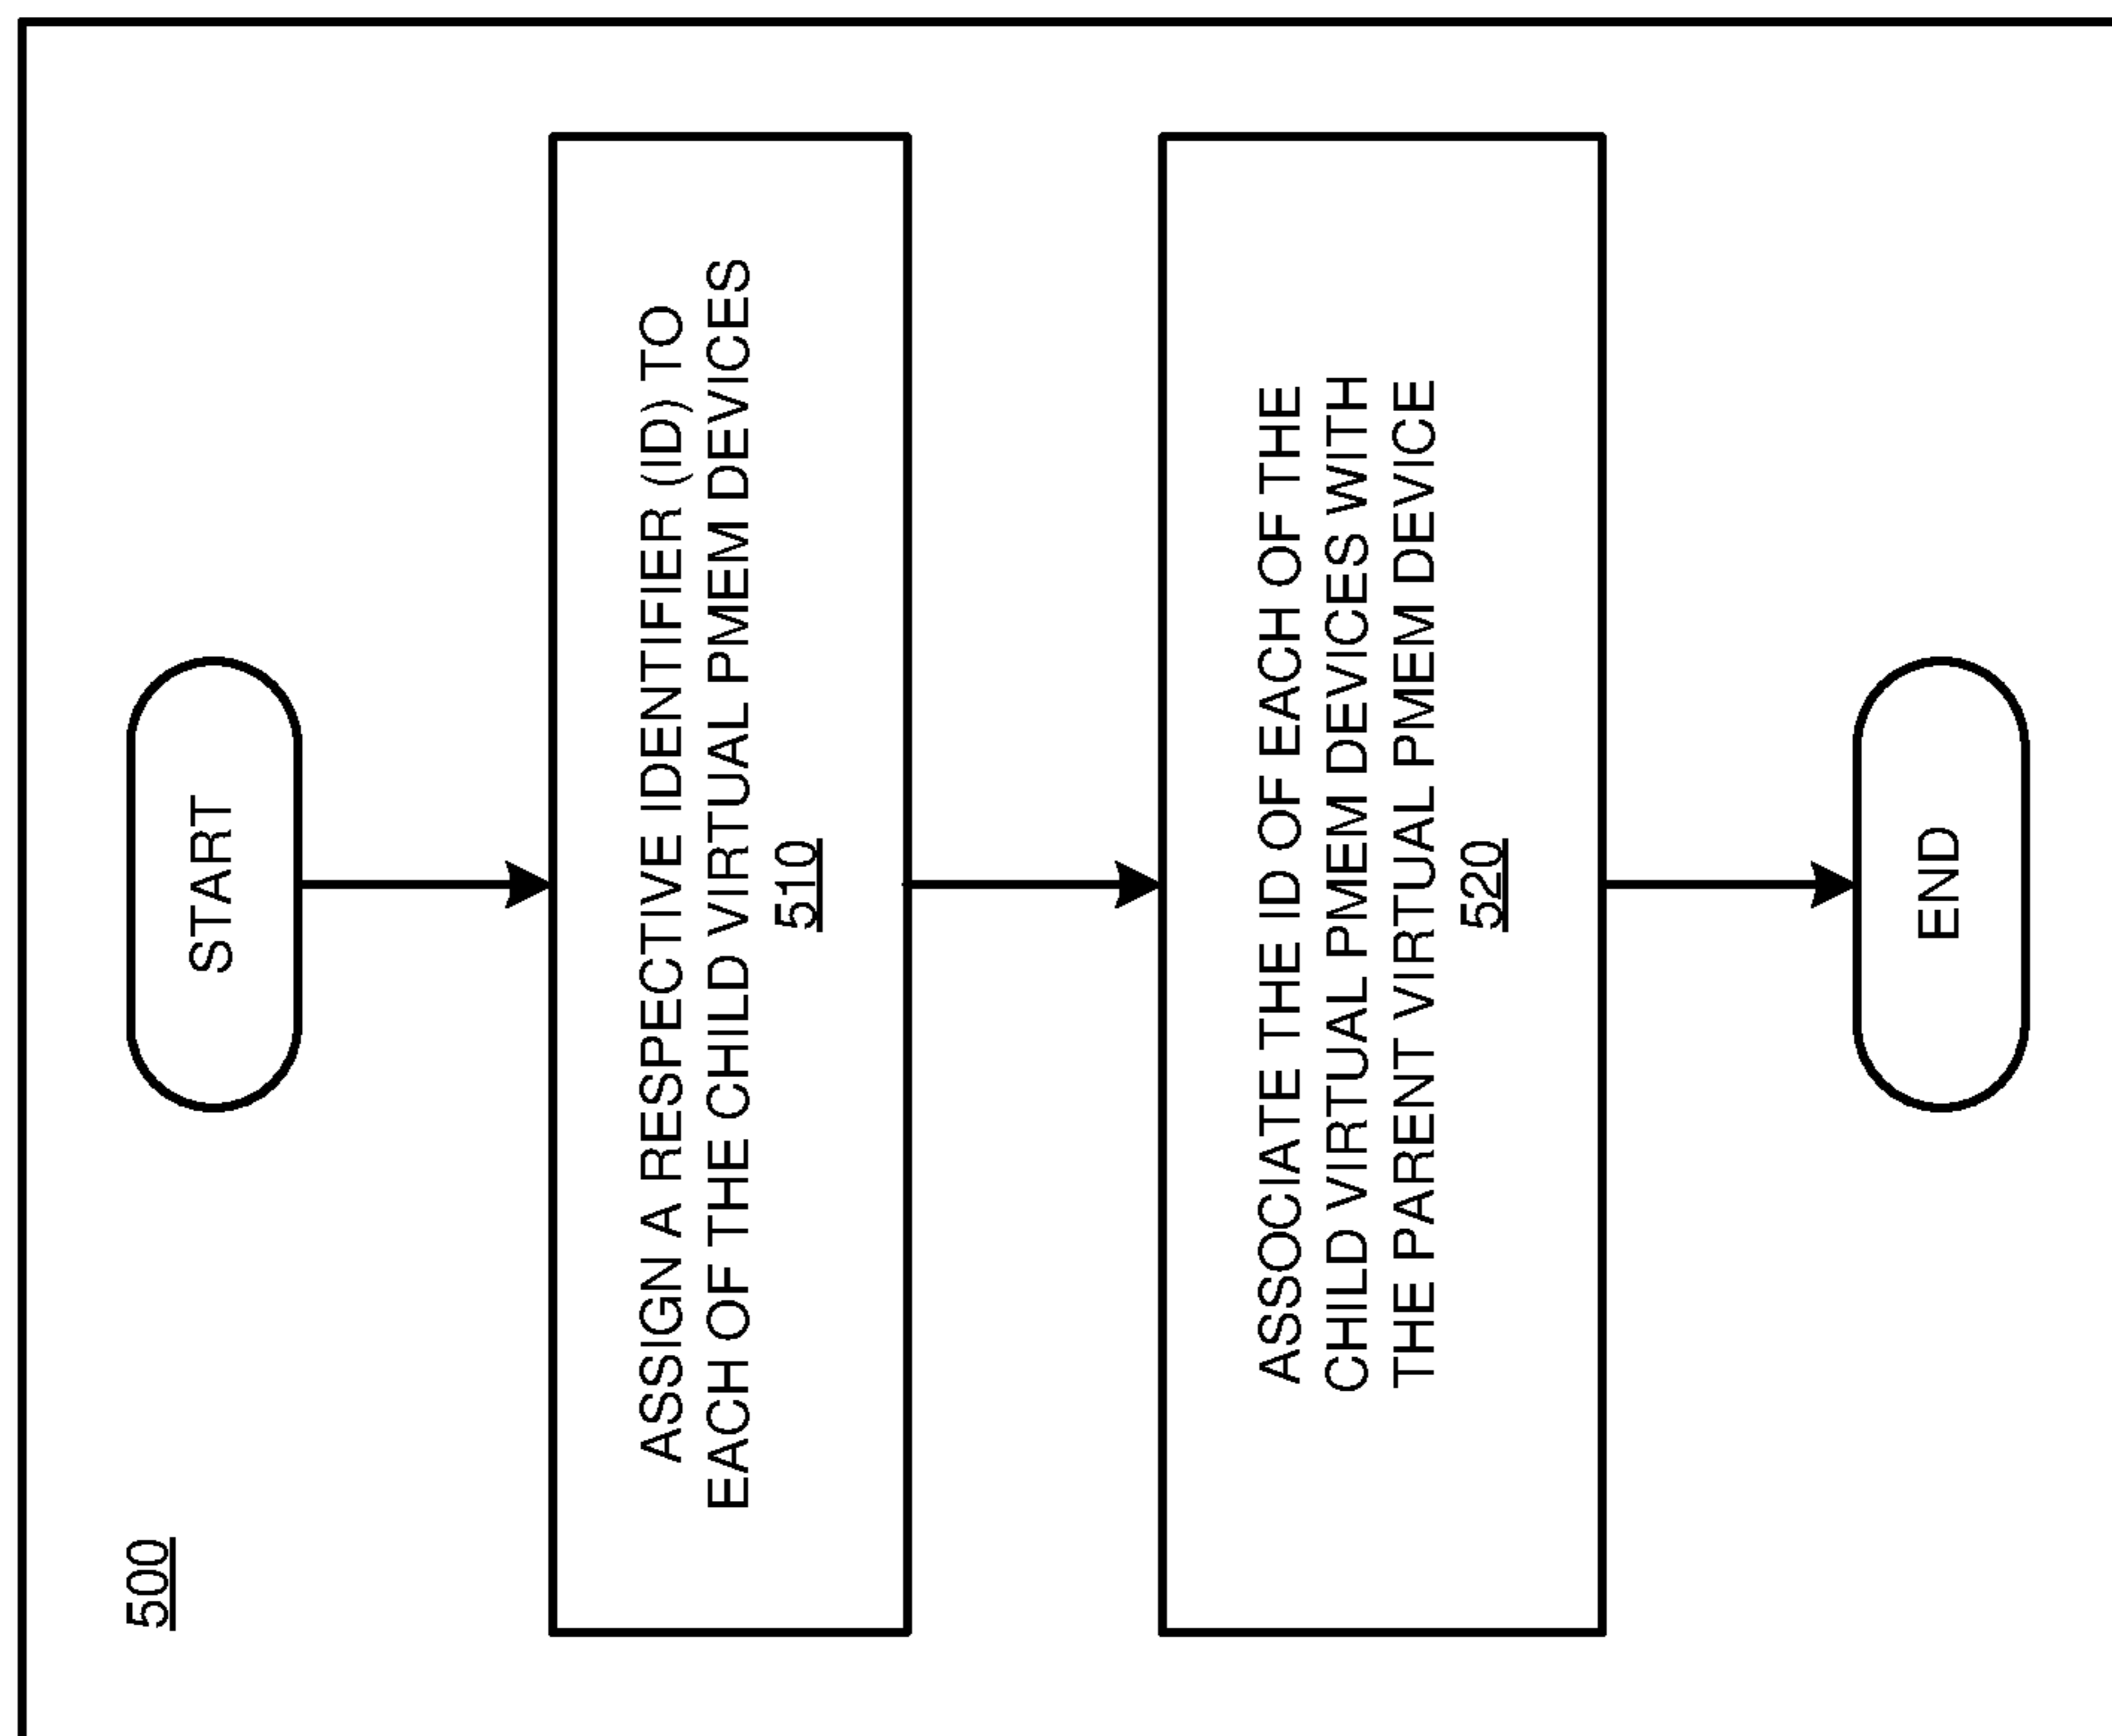 500
START
ASSIGN A RESPECTIVE IDENTIFIER (ID) TO
EACH OF THE CHILD VIRTUAL PMEM DEVICES
510
ASSOCIATE THE ID OF EACH OF THE
CHILD VIRTUAL PMEM DEVICES WITH
THE PARENT VIRTUAL PMEM DEVICE
520
END